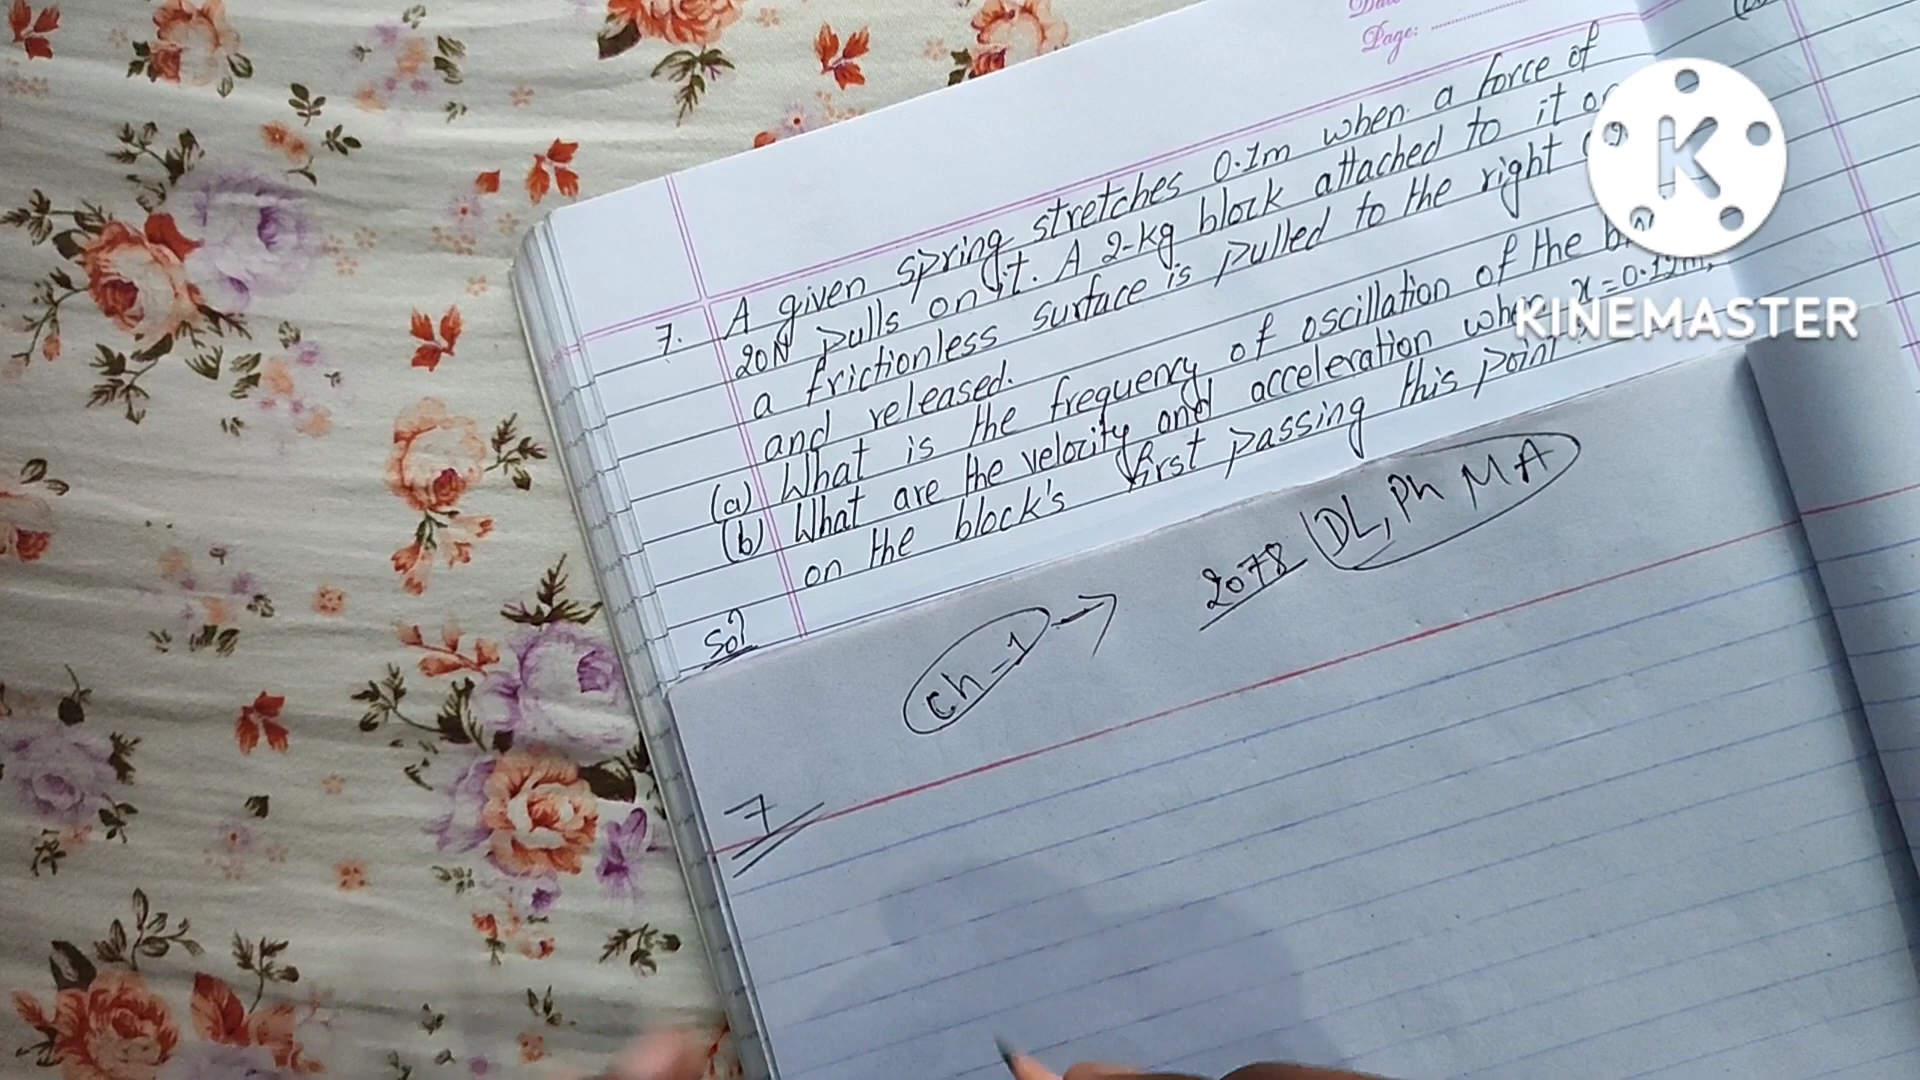 Page:
7. A given spring stretches 0.1m when a force of
20N pulls on it. A 2-kg block attached to it on
a frictionless surface is pulled to the right
and released.
(a) What is the frequency of oscillation of the
(b) What are the velocity and acceleration when x = 0.12m,
on the block's first passing this point
Sol?
Ch-1 → 2078 DL, Ph M A
7
K
KINEMASTER